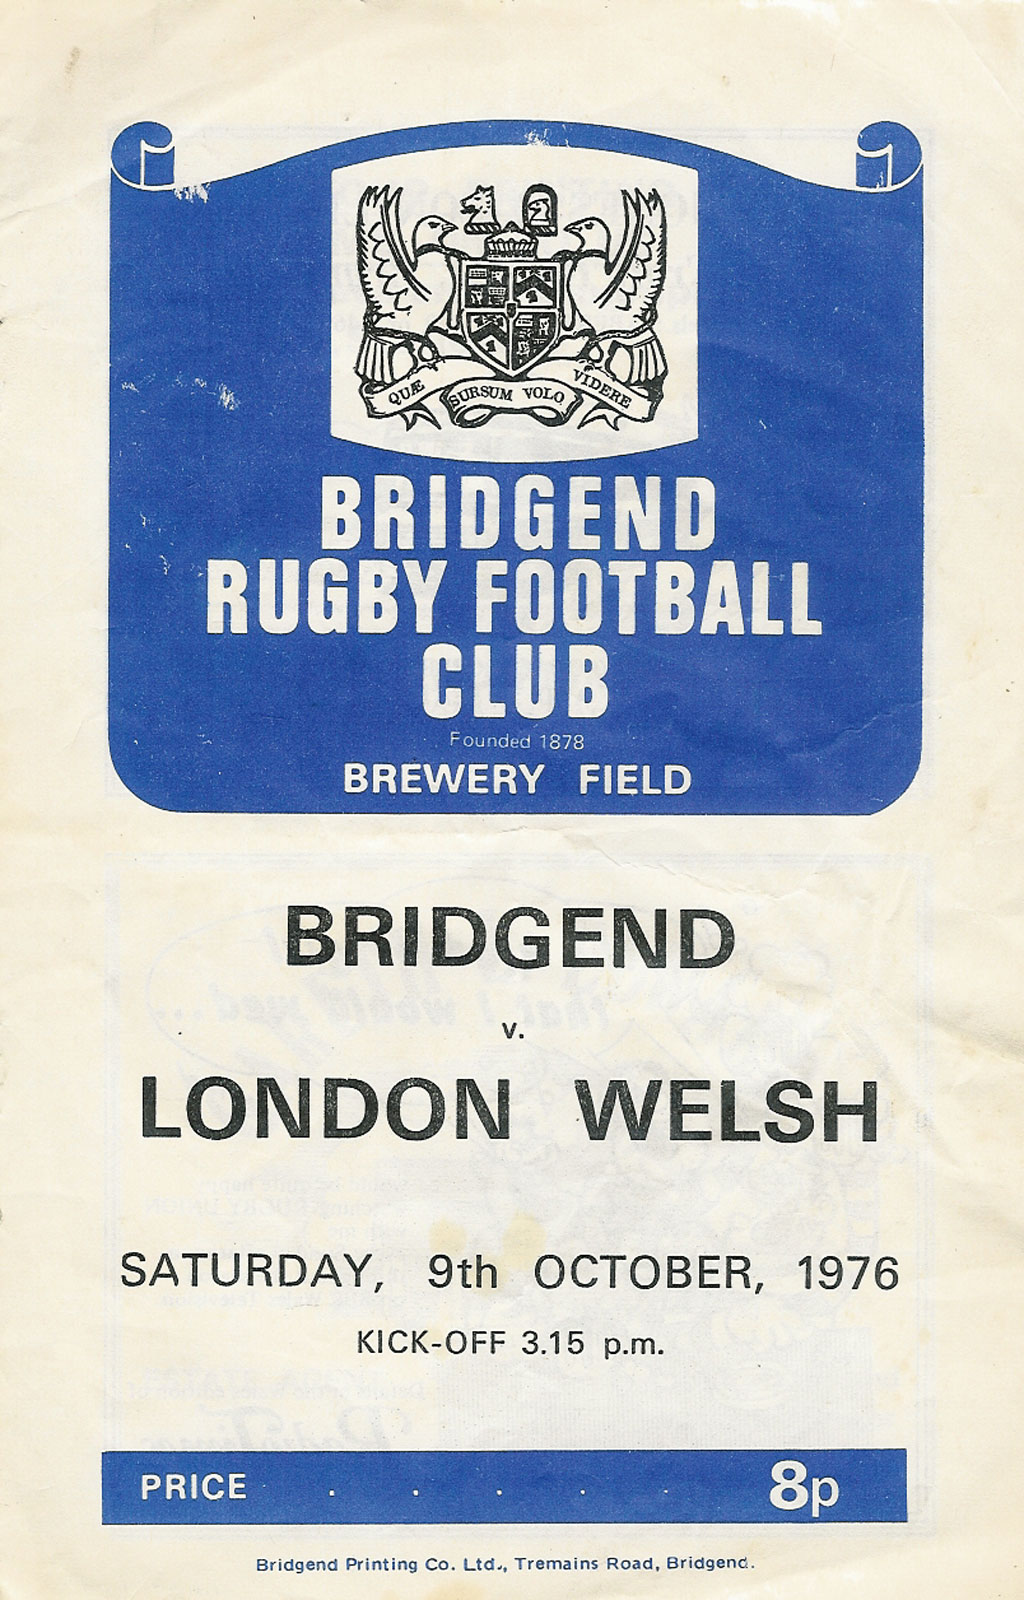 QUÆ SURSUM VOLO VIDERE
BRIDGEND
RUGBY FOOTBALL
CLUB
Founded 1878
BREWERY FIELD
BRIDGEND
v.
LONDON WELSH
SATURDAY, 9th OCTOBER, 1976
KICK-OFF 3.15 p.m.
PRICE . . . . . 8p
Bridgend Printing Co. Ltd., Tremains Road, Bridgend.